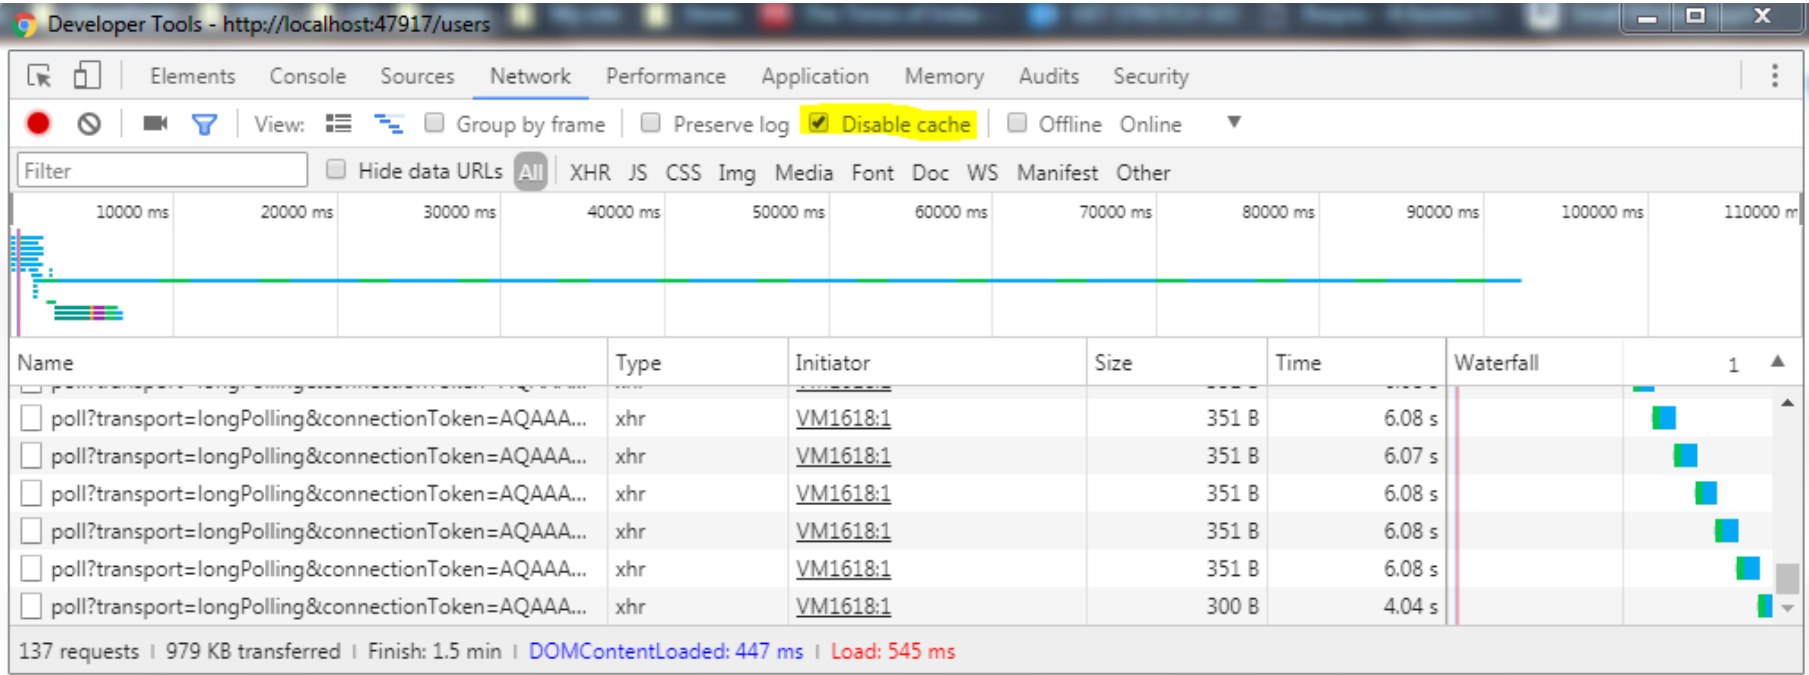 Developer Tools - http://localhost:47917/users
Elements Console Sources Network Performance Application Memory Audits Security
View: Group by frame Preserve log Disable cache Offline Online
Filter Hide data URLs All XHR JS CSS Img Media Font Doc WS Manifest Other
10000 ms 20000 ms 30000 ms 40000 ms 50000 ms 60000 ms 70000 ms 80000 ms 90000 ms 100000 ms 110000 m
Name Type Initiator Size Time Waterfall 1
poll?transport=longPolling&connectionToken=AQAAA... xhr VM1618:1 351 B 6.08 s
poll?transport=longPolling&connectionToken=AQAAA... xhr VM1618:1 351 B 6.07 s
poll?transport=longPolling&connectionToken=AQAAA... xhr VM1618:1 351 B 6.08 s
poll?transport=longPolling&connectionToken=AQAAA... xhr VM1618:1 351 B 6.08 s
poll?transport=longPolling&connectionToken=AQAAA... xhr VM1618:1 351 B 6.08 s
poll?transport=longPolling&connectionToken=AQAAA... xhr VM1618:1 300 B 4.04 s
137 requests | 979 KB transferred | Finish: 1.5 min | DOMContentLoaded: 447 ms | Load: 545 ms